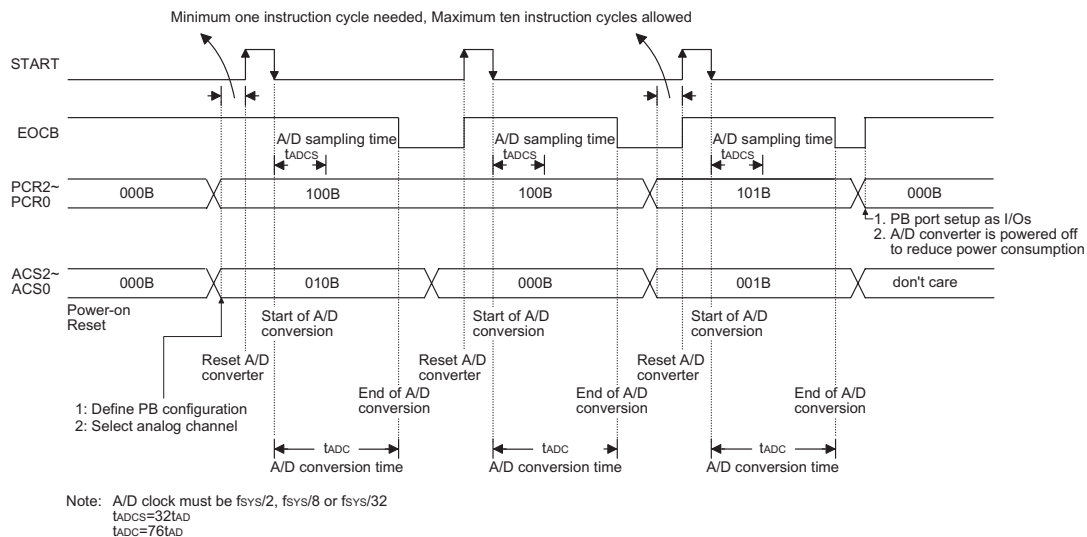 Minimum one instruction cycle needed, Maximum ten instruction cycles allowed
START
EOCB
A/D sampling time
tADCS
A/D sampling time
tADCS
A/D sampling time
tADCS
PCR2~
PCR0
000B
100B
100B
101B
000B
1. PB port setup as I/Os
2. A/D converter is powered off
to reduce power consumption
ACS2~
ACS0
000B
010B
000B
001B
don't care
Power-on
Reset
Start of A/D
conversion
Start of A/D
conversion
Start of A/D
conversion
Reset A/D
converter
Reset A/D
converter
Reset A/D
converter
1: Define PB configuration
2: Select analog channel
End of A/D
conversion
End of A/D
conversion
End of A/D
conversion
tADC
A/D conversion time
tADC
A/D conversion time
tADC
A/D conversion time
Note: A/D clock must be fSYS/2, fSYS/8 or fSYS/32
tADCS=32tAD
tADC=76tAD